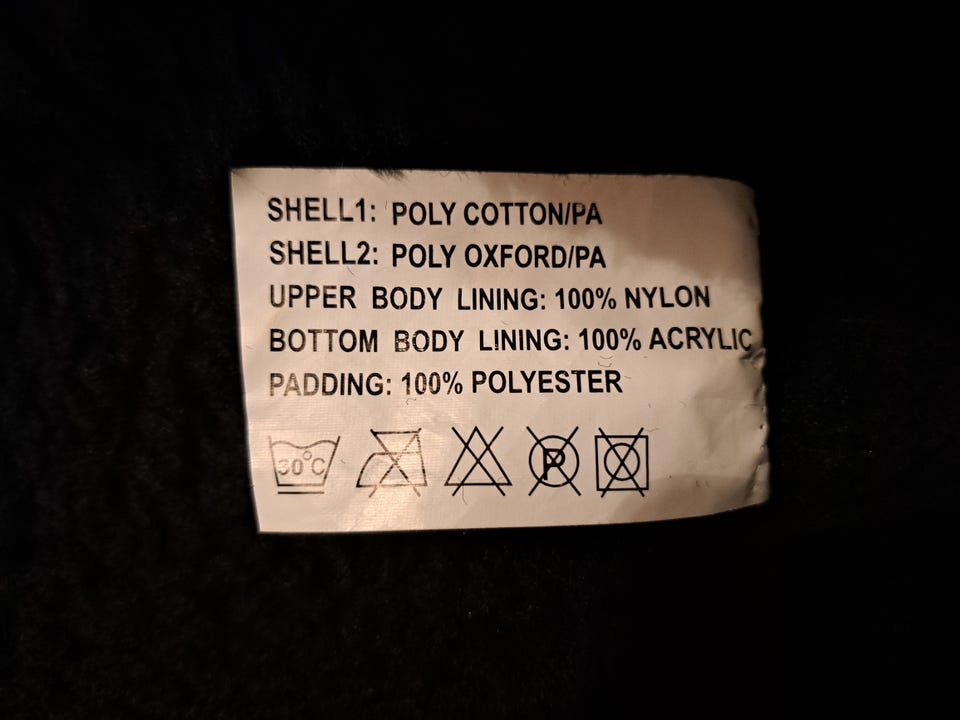 SHELL1: POLY COTTON/PA
SHELL2: POLY OXFORD/PA
UPPER BODY LINING: 100% NYLON
BOTTOM BODY LINING: 100% ACRYLIC
PADDING: 100% POLYESTER
30°C P